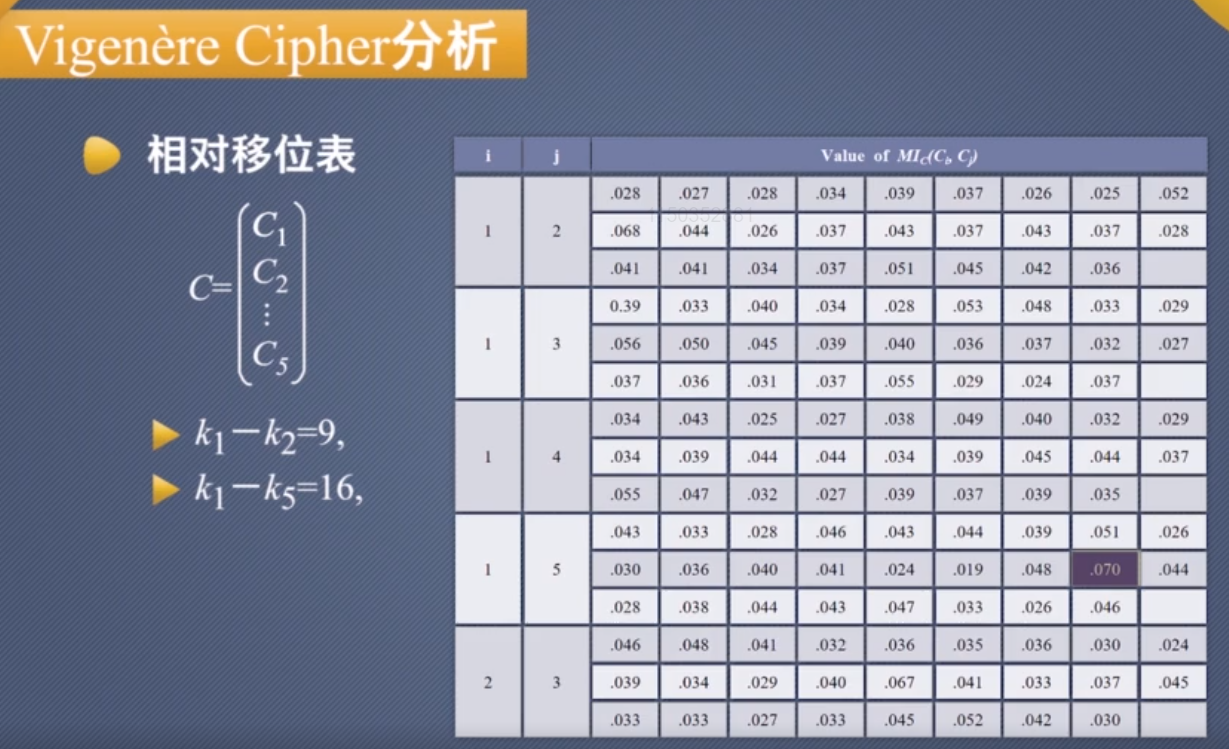 Vigenère Cipher分析
相对移位表
C=
C1
C2
⋮
C5
k1－k2=9,
k1－k5=16,
i j Value of MIC(Ci, Cj)
.028 .027 .028 .034 .039 .037 .026 .025 .052
1 2 .068 .044 .026 .037 .043 .037 .043 .037 .028
.041 .041 .034 .037 .051 .045 .042 .036
0.39 .033 .040 .034 .028 .053 .048 .033 .029
1 3 .056 .050 .045 .039 .040 .036 .037 .032 .027
.037 .036 .031 .037 .055 .029 .024 .037
.034 .043 .025 .027 .038 .049 .040 .032 .029
1 4 .034 .039 .044 .044 .034 .039 .045 .044 .037
.055 .047 .032 .027 .039 .037 .039 .035
.043 .033 .028 .046 .043 .044 .039 .051 .026
1 5 .030 .036 .040 .041 .024 .019 .048 .070 .044
.028 .038 .044 .043 .047 .033 .026 .046
.046 .048 .041 .032 .036 .035 .036 .030 .024
2 3 .039 .034 .029 .040 .067 .041 .033 .037 .045
.033 .033 .027 .033 .045 .052 .042 .030